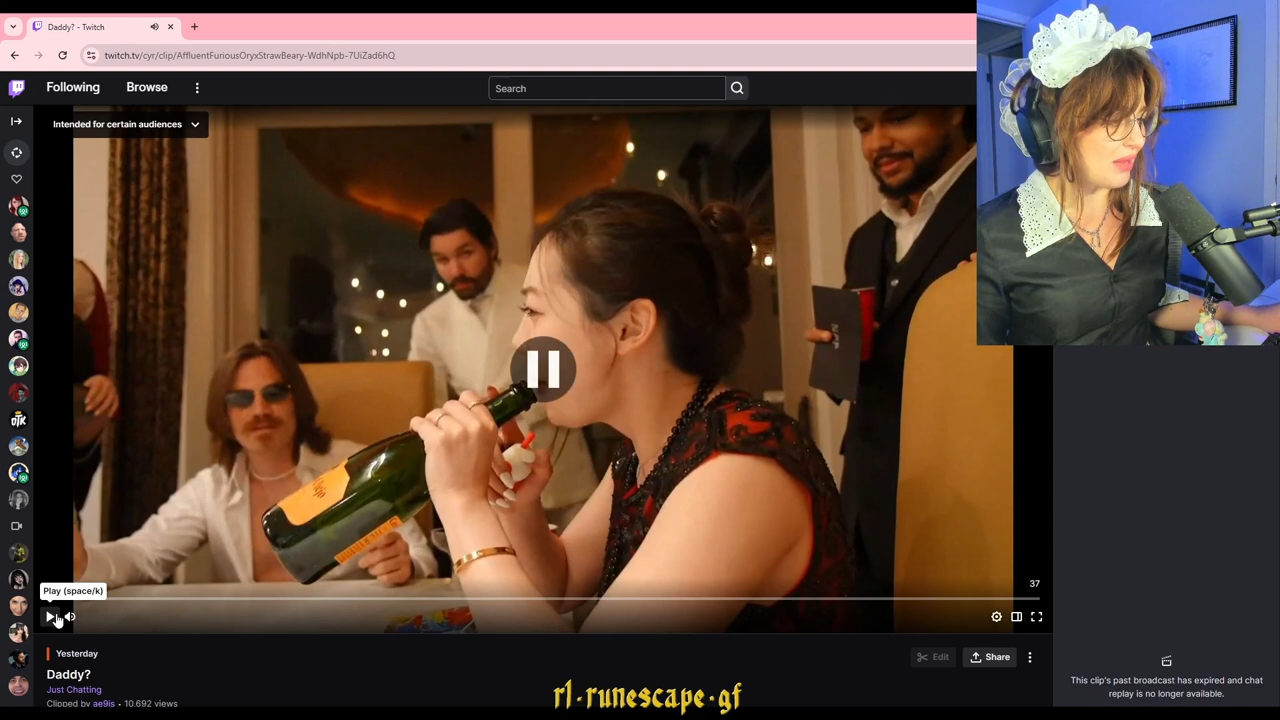 Daddy? - Twitch
twitch.tv/cyr/clip/AffluentFuriousOryxStrawBeary-WdhNpb-7UiZad6hQ
Following
Browse
Search
Intended for certain audiences
DTK
37
Play (space/k)
Yesterday
Edit
Share
Daddy?
Just Chatting
Clipped by ae9is • 10,692 views
rl-runescape-gf
This clip's past broadcast has expired and chat
replay is no longer available.